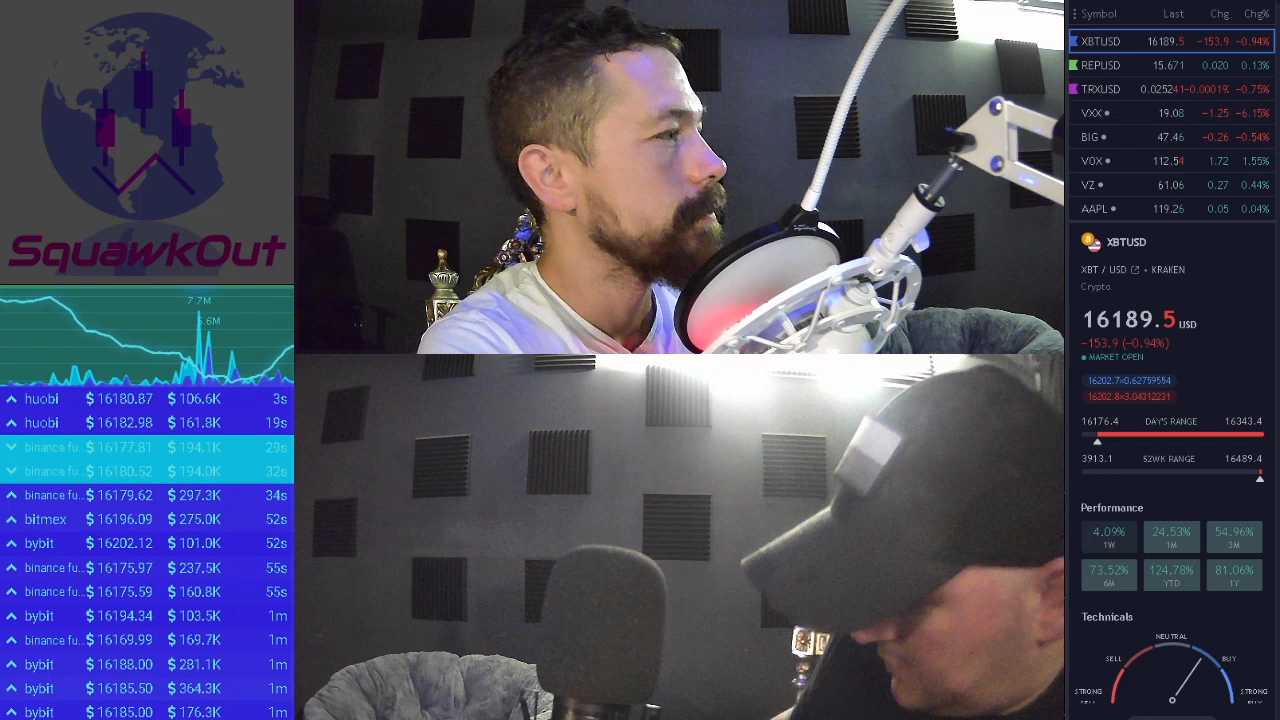 SquawkOut
7.7M
5.6M
huobi $16180.87 $106.6K 3s
huobi $16182.98 $161.8K 19s
binance fu.. $16177.81 $194.1K 29s
binance fu.. $16180.52 $194.0K 32s
binance fu.. $16179.62 $297.3K 34s
bitmex $16196.09 $275.0K 52s
bybit $16202.12 $101.0K 52s
binance fu.. $16175.97 $237.5K 55s
binance fu.. $16175.59 $160.8K 55s
bybit $16194.34 $103.5K 1m
binance fu.. $16169.99 $169.7K 1m
bybit $16188.00 $281.1K 1m
bybit $16185.50 $364.3K 1m
bybit $16185.00 $176.3K 1m
Symbol Last Chg Chg%
XBTUSD 16189.5 −153.9 −0.94%
REPUSD 15.671 0.020 0.13%
TRXUSD 0.025241 −0.00019 −0.75%
VXX 19.08 −1.25 −6.15%
BIG 47.46 −0.26 −0.54%
VOX 112.54 1.72 1.55%
VZ 61.06 0.27 0.44%
AAPL 119.26 0.05 0.04%
XBTUSD
XBT / USD • KRAKEN
Crypto
16189.5 USD
−153.9 (−0.94%)
MARKET OPEN
16202.7×0.62759554
16202.8×3.04312231
16176.4 DAY'S RANGE 16343.4
3913.1 52WK RANGE 16489.4
Performance
4.09% 24.53% 54.96%
1W 1M 3M
73.52% 124.78% 81.06%
6M YTD 1Y
Technicals
NEUTRAL
SELL BUY
STRONG STRONG
SELL BUY